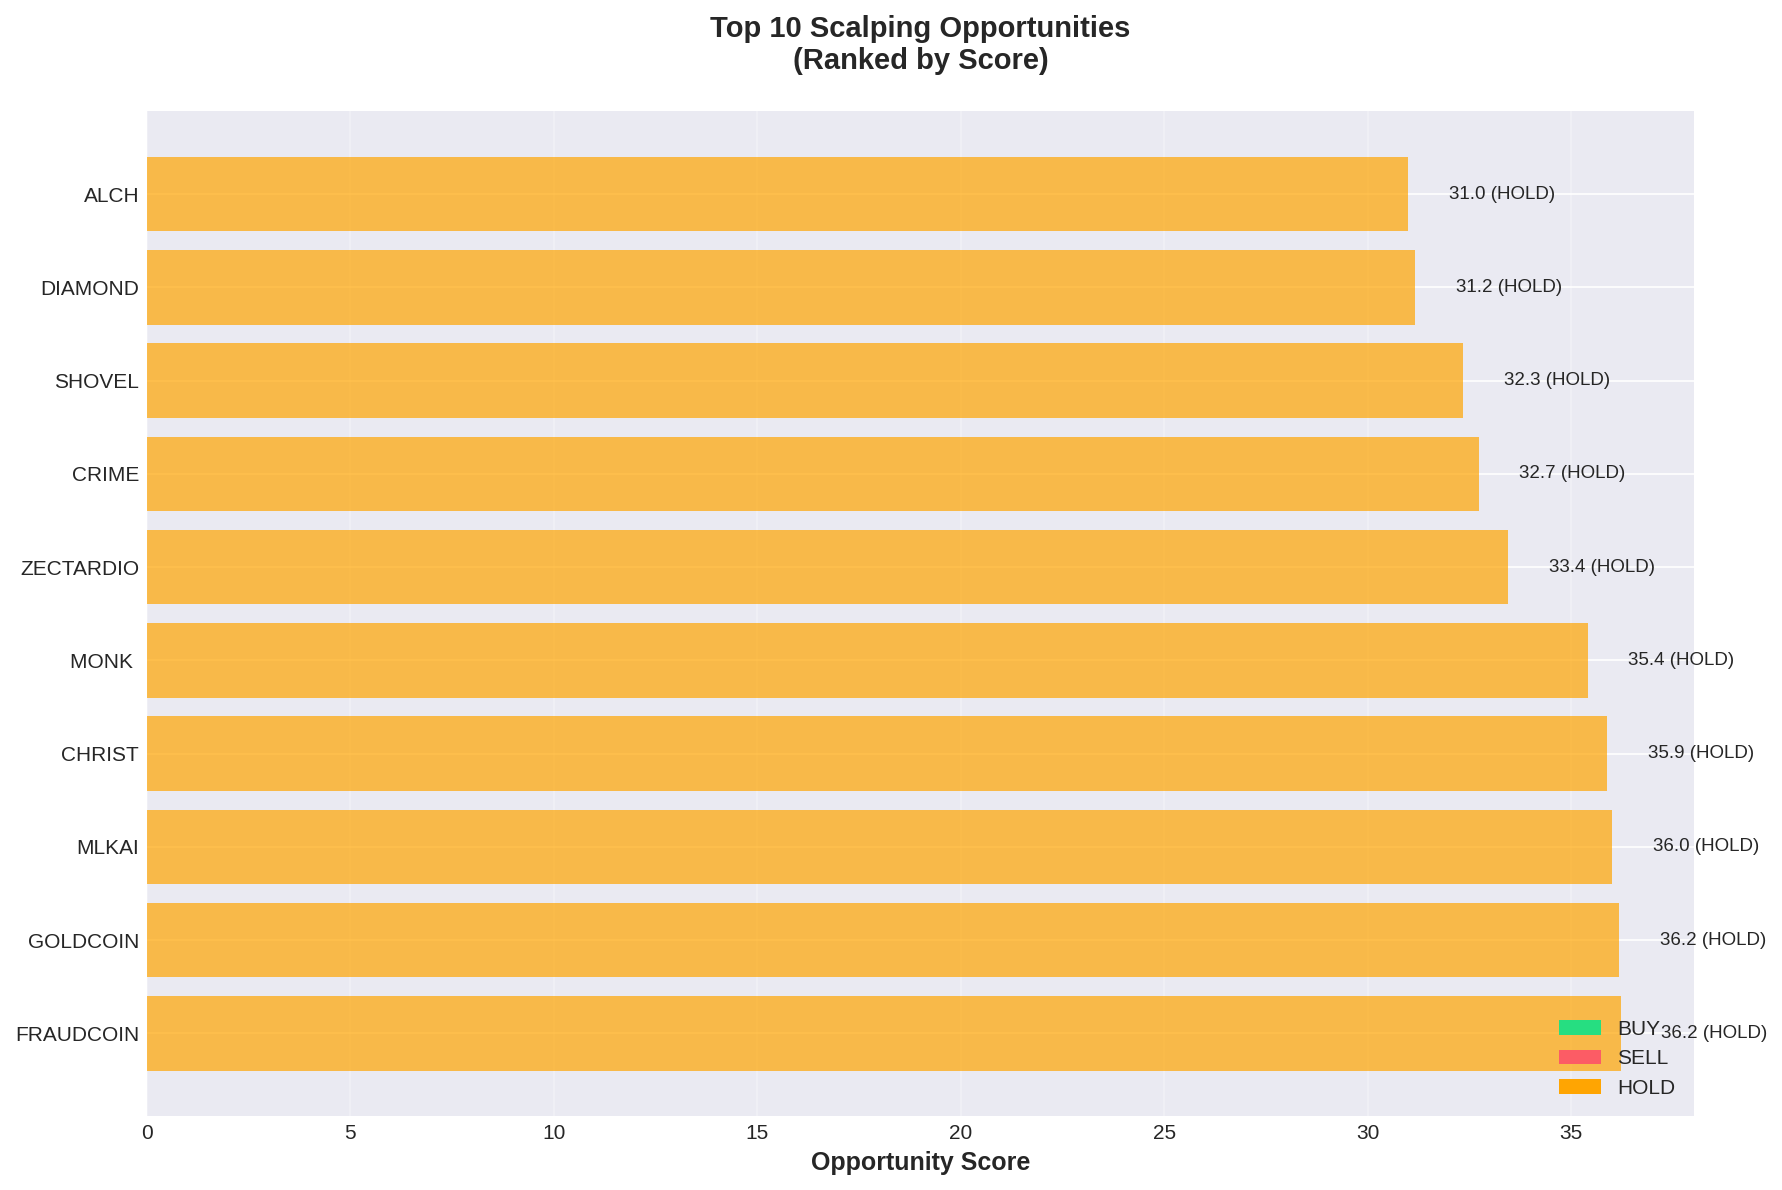 Top 10 Scalping Opportunities
(Ranked by Score)
ALCH
31.0 (HOLD)
DIAMOND
31.2 (HOLD)
SHOVEL
32.3 (HOLD)
CRIME
32.7 (HOLD)
ZECTARDIO
33.4 (HOLD)
MONK
35.4 (HOLD)
CHRIST
35.9 (HOLD)
MLKAI
36.0 (HOLD)
GOLDCOIN
36.2 (HOLD)
FRAUDCOIN
36.2 (HOLD)
BUY
SELL
HOLD
0 5 10 15 20 25 30 35
Opportunity Score